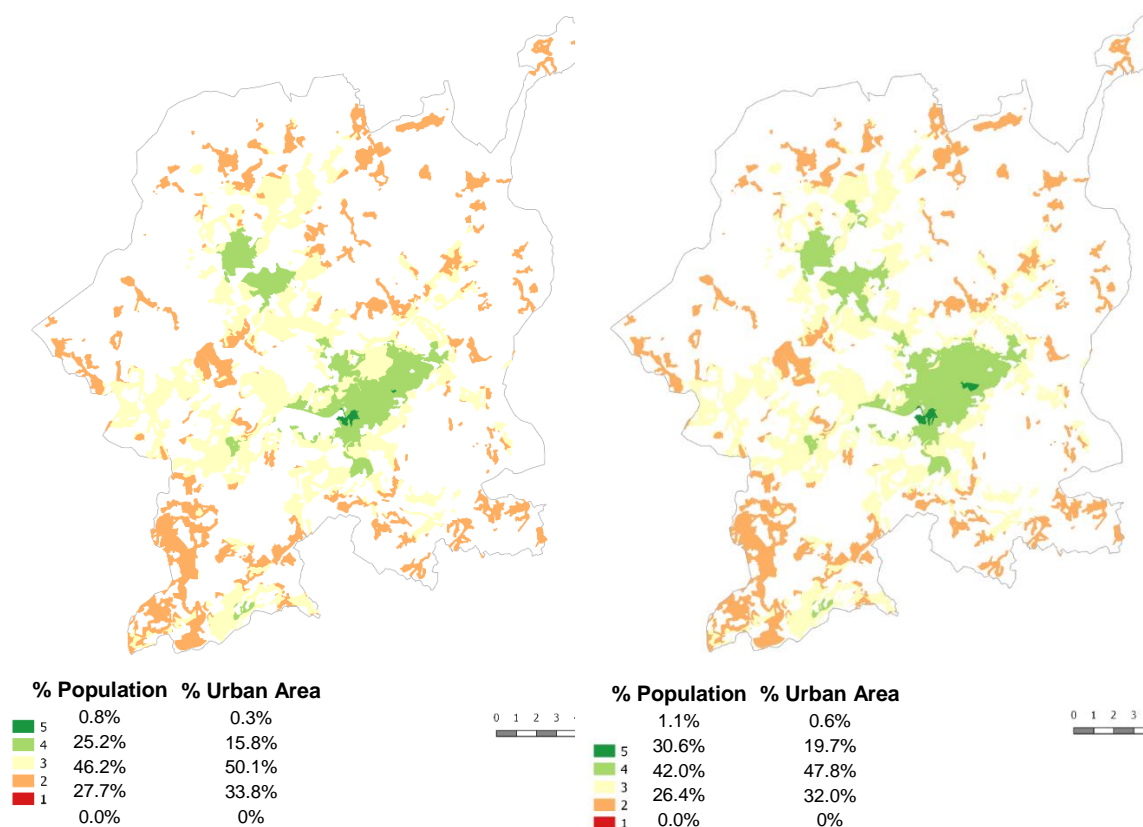 % Population % Urban Area
5 0.8% 0.3%
4 25.2% 15.8%
3 46.2% 50.1%
2 27.7% 33.8%
1 0.0% 0%
0 1 2 3
% Population % Urban Area
1.1% 0.6%
5 30.6% 19.7%
4 42.0% 47.8%
3 26.4% 32.0%
2 0.0% 0%
1
0 1 2 3